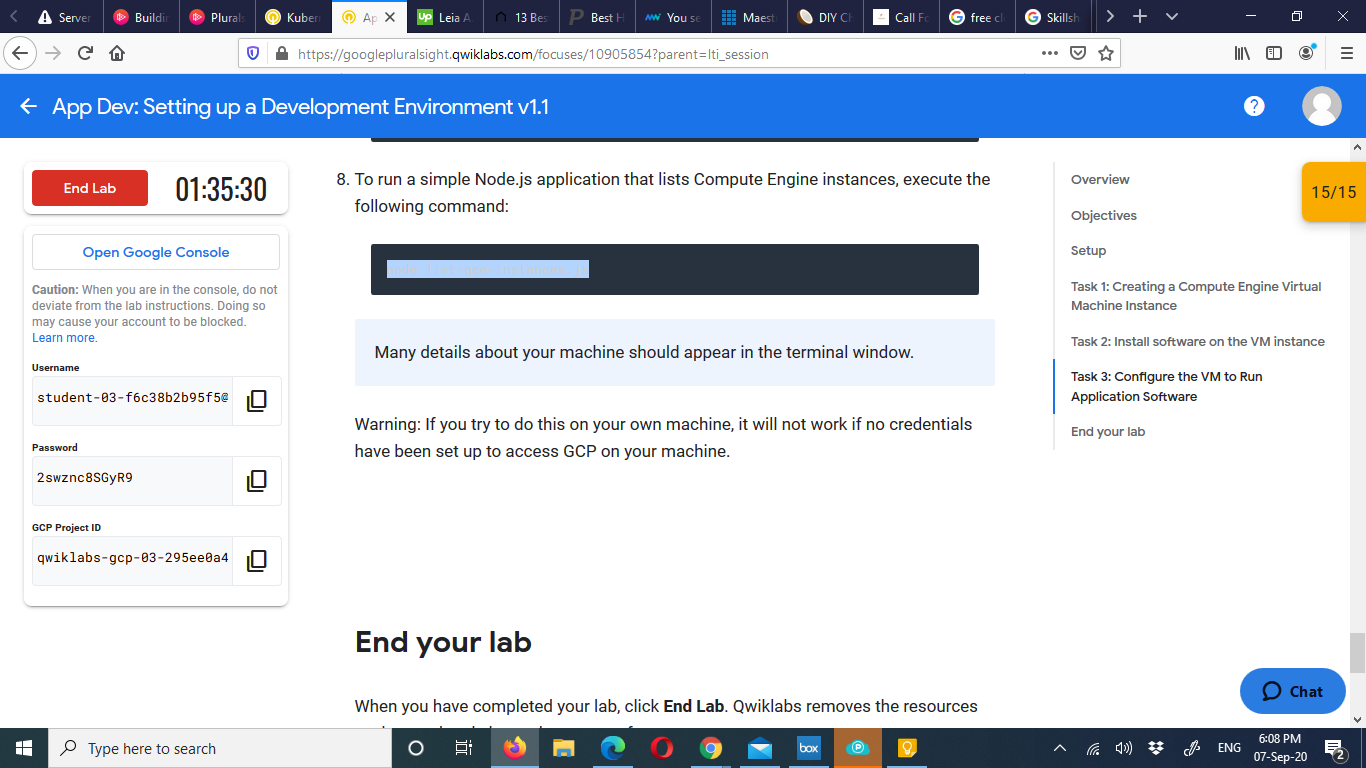 Server
Buildin
Plurals
Kubern
Ap
Up Leia A
13 Bes
Best H
You se
Maest
DIY Ch
Call Fo
free cl
Skillsh
https://googlepluralsight.qwiklabs.com/focuses/10905854?parent=lti_session
App Dev: Setting up a Development Environment v1.1
End Lab
01:35:30
Open Google Console
Caution: When you are in the console, do not
deviate from the lab instructions. Doing so
may cause your account to be blocked.
Learn more.
Username
student-03-f6c38b2b95f5@
Password
2swznc8SGyR9
GCP Project ID
qwiklabs-gcp-03-295ee0a4
8. To run a simple Node.js application that lists Compute Engine instances, execute the
following command:
Many details about your machine should appear in the terminal window.
Warning: If you try to do this on your own machine, it will not work if no credentials
have been set up to access GCP on your machine.
End your lab
When you have completed your lab, click End Lab. Qwiklabs removes the resources
Overview
Objectives
Setup
Task 1: Creating a Compute Engine Virtual
Machine Instance
Task 2: Install software on the VM instance
Task 3: Configure the VM to Run
Application Software
End your lab
15/15
Chat
Type here to search
box
ENG
6:08 PM
07-Sep-20
2